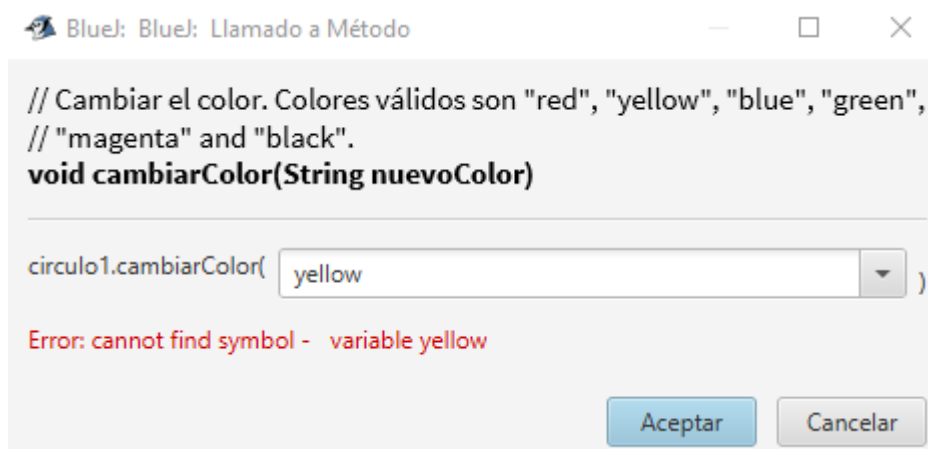 BlueJ: BlueJ: Llamado a Método
// Cambiar el color. Colores válidos son "red", "yellow", "blue", "green",
// "magenta" and "black".
void cambiarColor(String nuevoColor)
circulo1.cambiarColor( yellow )
Error: cannot find symbol - variable yellow
Aceptar Cancelar